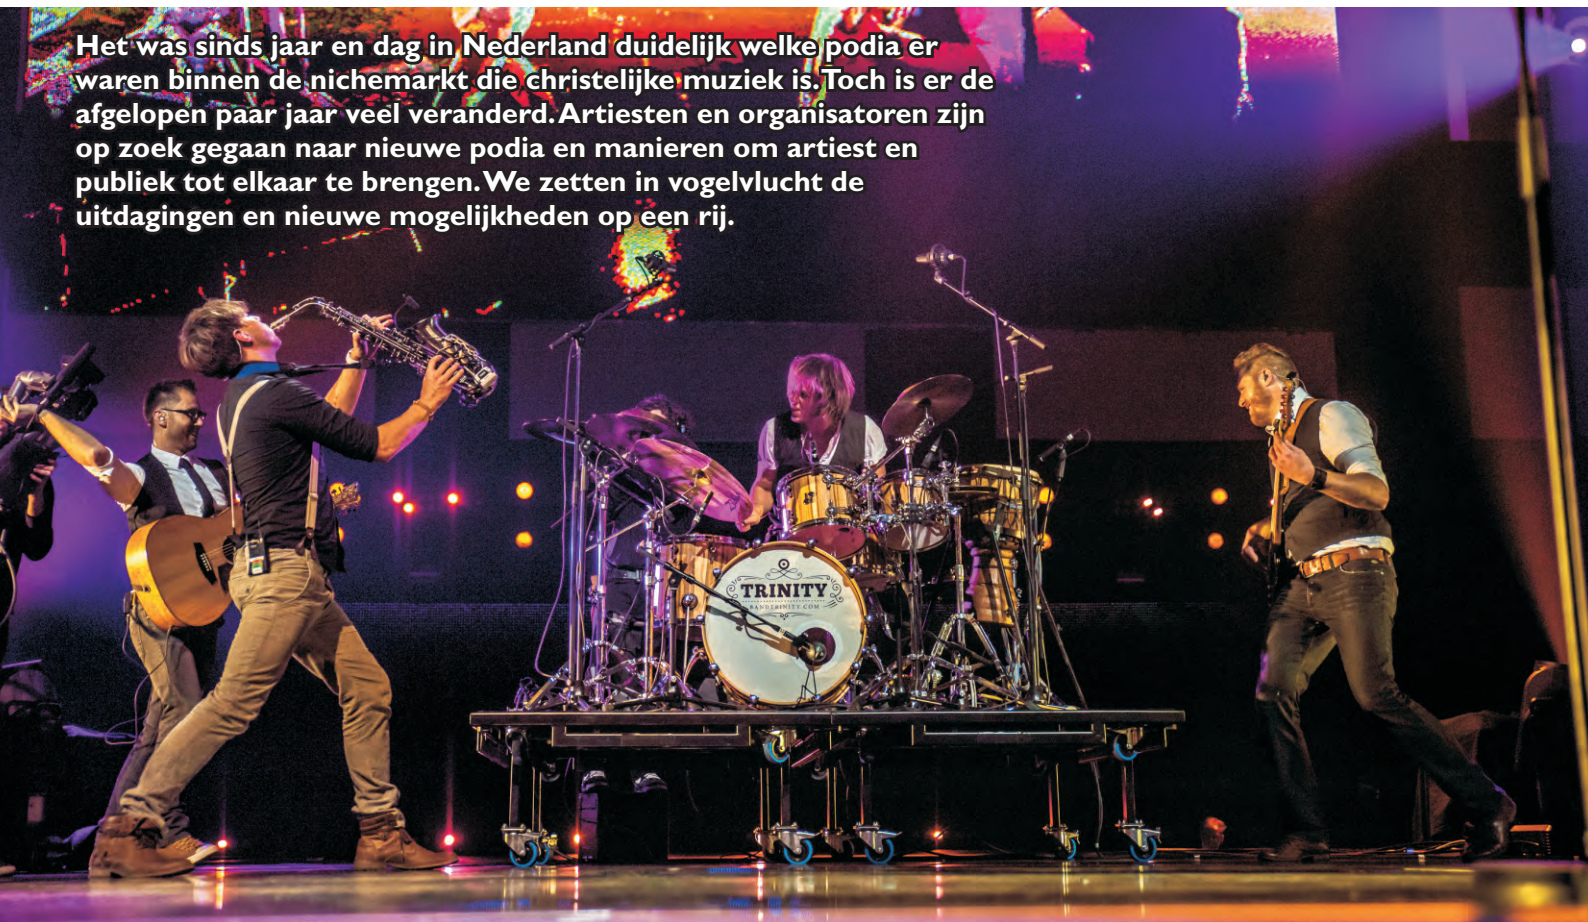 Het was sinds jaar en dag in Nederland duidelijk welke podia er
waren binnen de nichemarkt die christelijke muziek is. Toch is er de
afgelopen paar jaar veel veranderd. Artiesten en organisatoren zijn
op zoek gegaan naar nieuwe podia en manieren om artiest en
publiek tot elkaar te brengen. We zetten in vogelvlucht de
uitdagingen en nieuwe mogelijkheden op een rij.
TRINITY
BANDTRINITY.COM